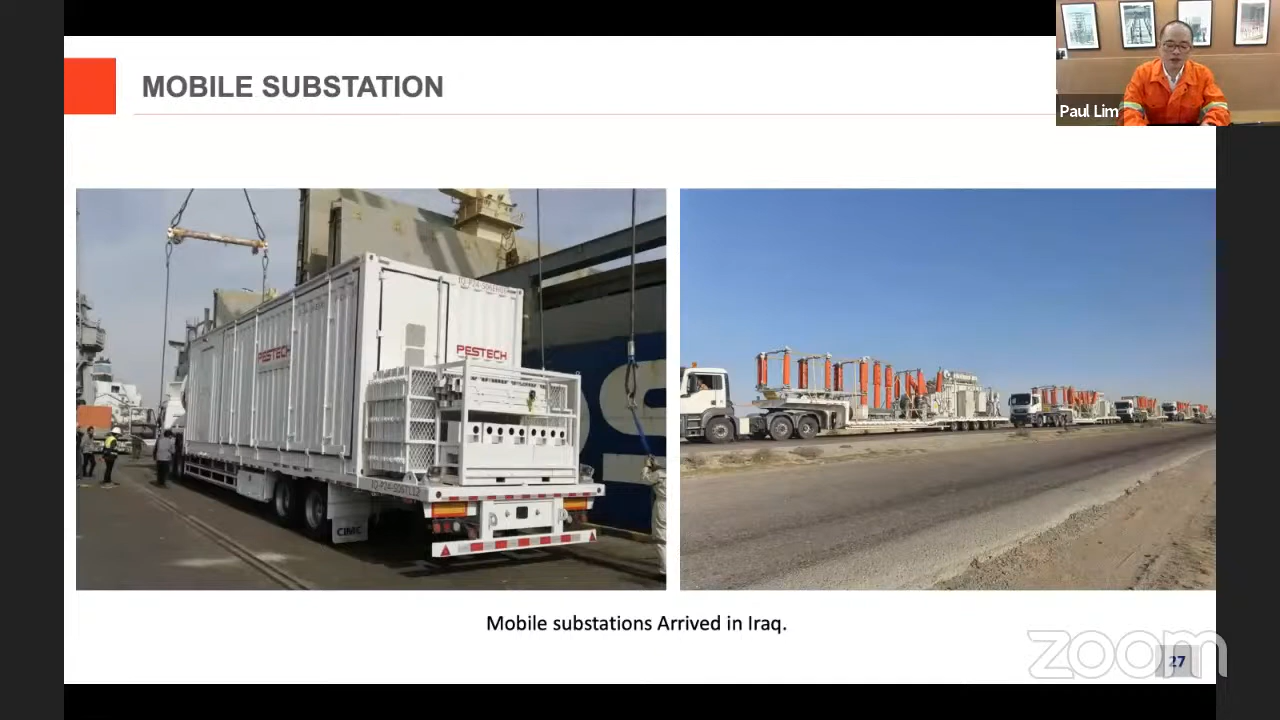 MOBILE SUBSTATION
Paul Lim
PESTECH
PESTECH
CIMC
Mobile substations Arrived in Iraq.
zoom
27